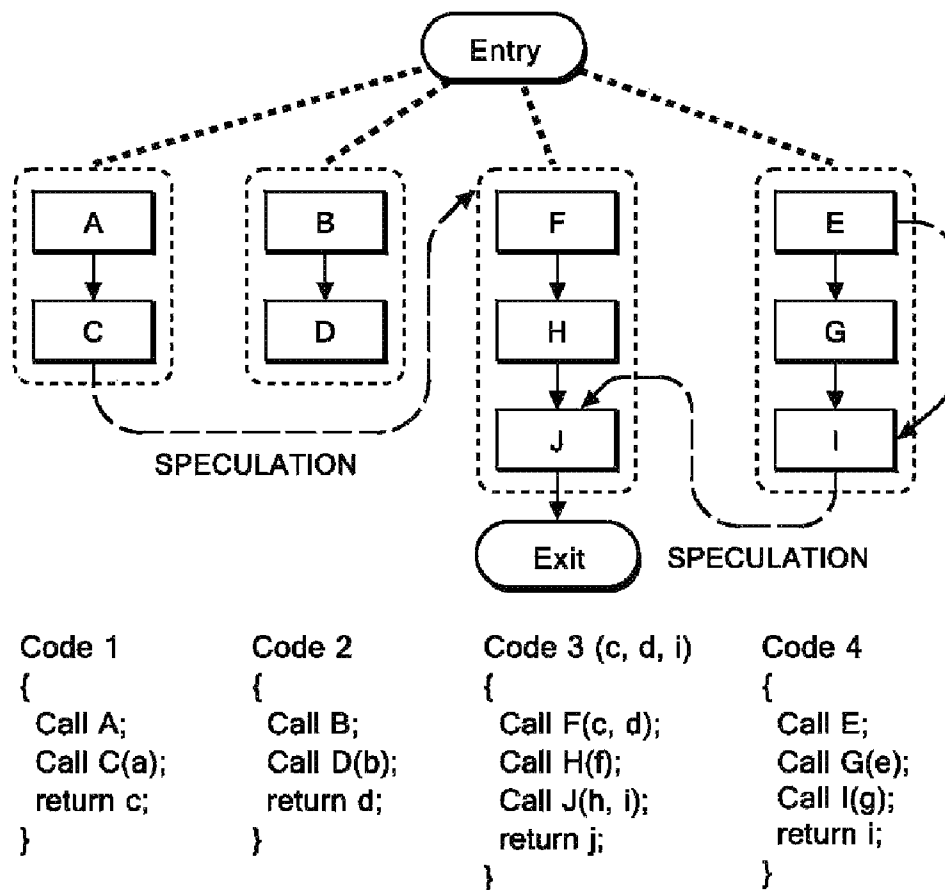 Entry
A
B
F
E
C
D
H
G
J
I
SPECULATION
Exit
SPECULATION
Code 1
{
Call A;
Call C(a);
return c;
}
Code 2
{
Call B;
Call D(b);
return d;
}
Code 3 (c, d, i)
{
Call F(c, d);
Call H(f);
Call J(h, i);
return j;
}
Code 4
{
Call E;
Call G(e);
Call I(g);
return i;
}